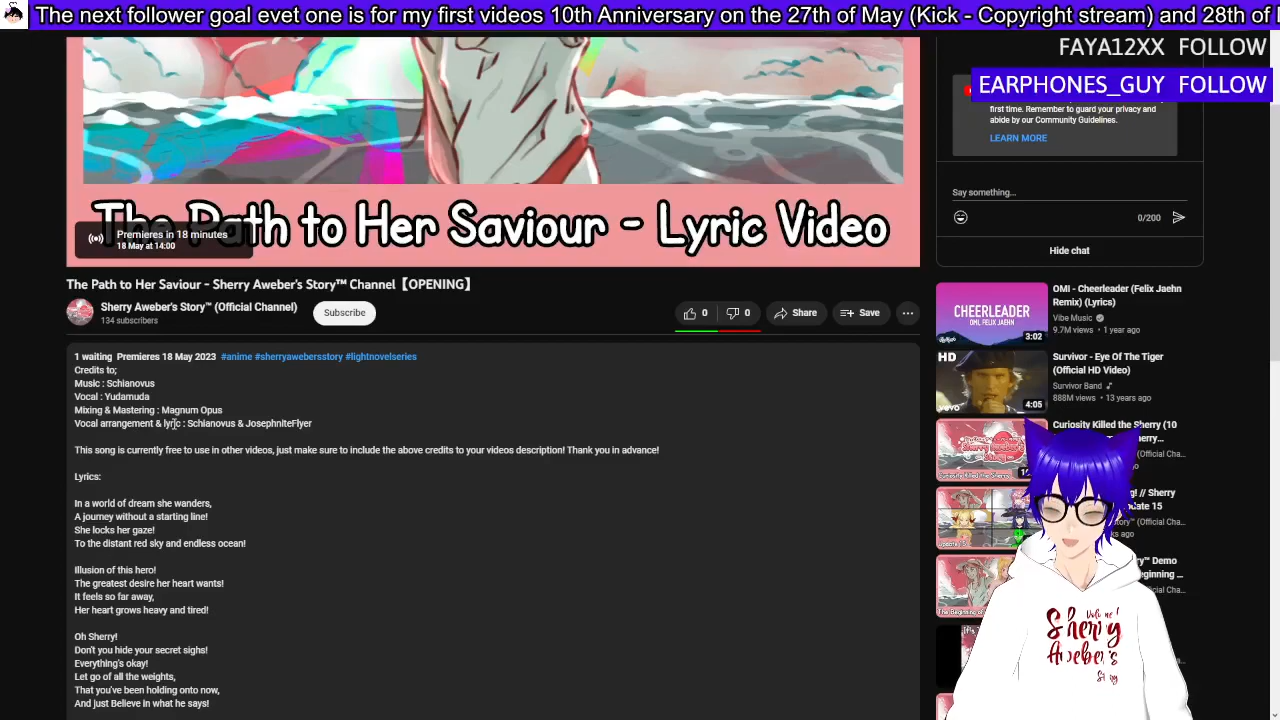 The next follower goal evet one is for my first videos 10th Anniversary on the 27th of May (Kick - Copyright stream) and 28th of
FAYA12XX FOLLOW
EARPHONES_GUY FOLLOW
first time. Remember to guard your privacy and
abide by our Community Guidelines.
LEARN MORE
Say something...
0/200
Hide chat
The Path to Her Saviour - Lyric Video
Premieres in 18 minutes
18 May at 14:00
The Path to Her Saviour - Sherry Aweber's Story™ Channel【OPENING】
Sherry Aweber's Story™ (Official Channel)
134 subscribers
Subscribe
0
0
Share
Save
1 waiting Premieres 18 May 2023 #anime #sherryawebersstory #lightnovelseries
Credits to;
Music : Schianovus
Vocal : Yudamuda
Mixing & Mastering : Magnum Opus
Vocal arrangement & lyric : Schianovus & JosephniteFlyer
This song is currently free to use in other videos, just make sure to include the above credits to your videos description! Thank you in advance!
Lyrics:
In a world of dream she wanders,
A journey without a starting line!
She locks her gaze!
To the distant red sky and endless ocean!
Illusion of this hero!
The greatest desire her heart wants!
It feels so far away,
Her heart grows heavy and tired!
Oh Sherry!
Don't you hide your secret sighs!
Everything's okay!
Let go of all the weights,
That you've been holding onto now,
And just Believe in what he says!
CHEERLEADER
OMI, FELIX JAEHN
3:02
OMI - Cheerleader (Felix Jaehn
Remix) (Lyrics)
Vibe Music
9.7M views • 1 year ago
HD
vevo
4:05
Survivor - Eye Of The Tiger
(Official HD Video)
Survivor Band
888M views • 13 years ago
Curiosity Killed the Sherry (10
Sherry Aweber's
Story